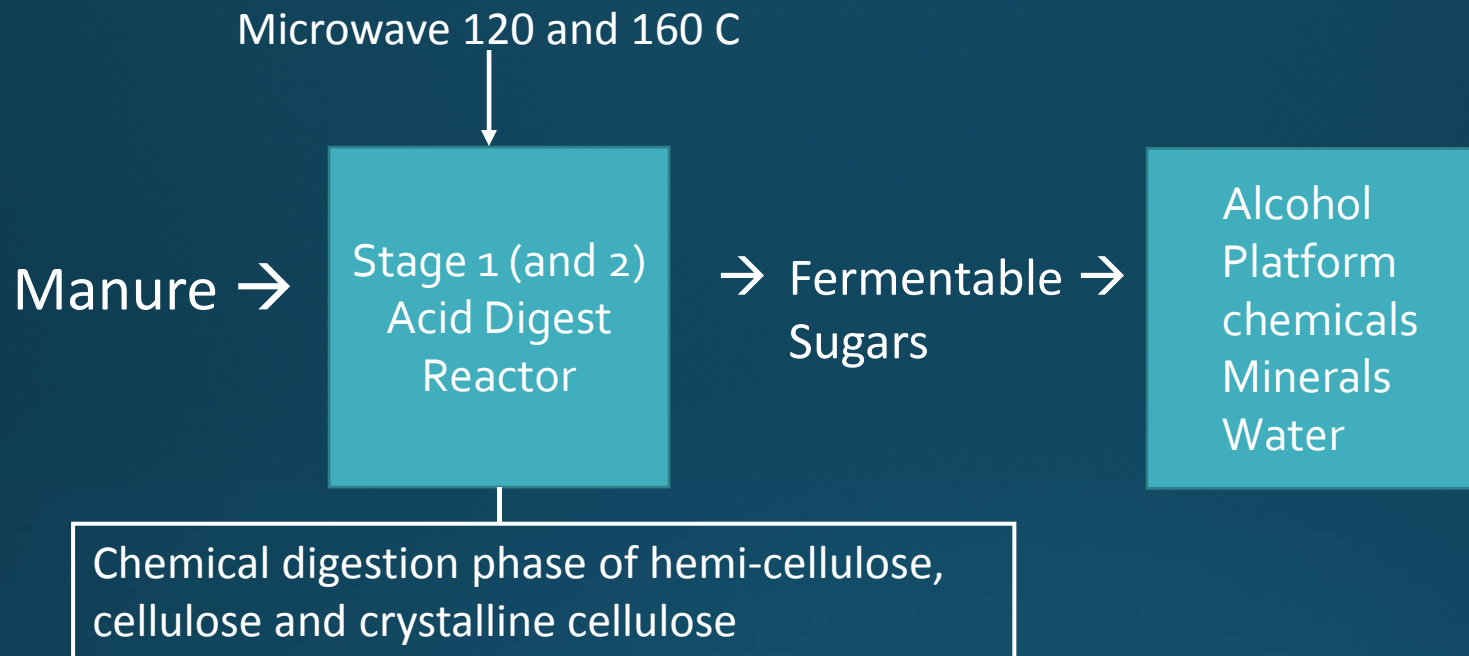 Microwave 120 and 160 C
Manure →
Stage 1 (and 2)
Acid Digest
Reactor
→ Fermentable →
Sugars
Alcohol
Platform
chemicals
Minerals
Water
Chemical digestion phase of hemi-cellulose,
cellulose and crystalline cellulose